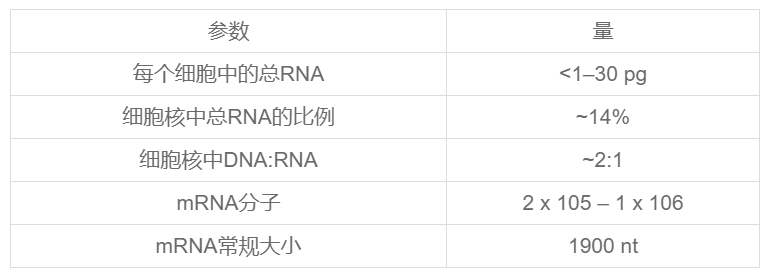 参数 量
每个细胞中的总RNA <1–30 pg
细胞核中总RNA的比例 ~14%
细胞核中DNA:RNA ~2:1
mRNA分子 2 x 105 – 1 x 106
mRNA常规大小 1900 nt